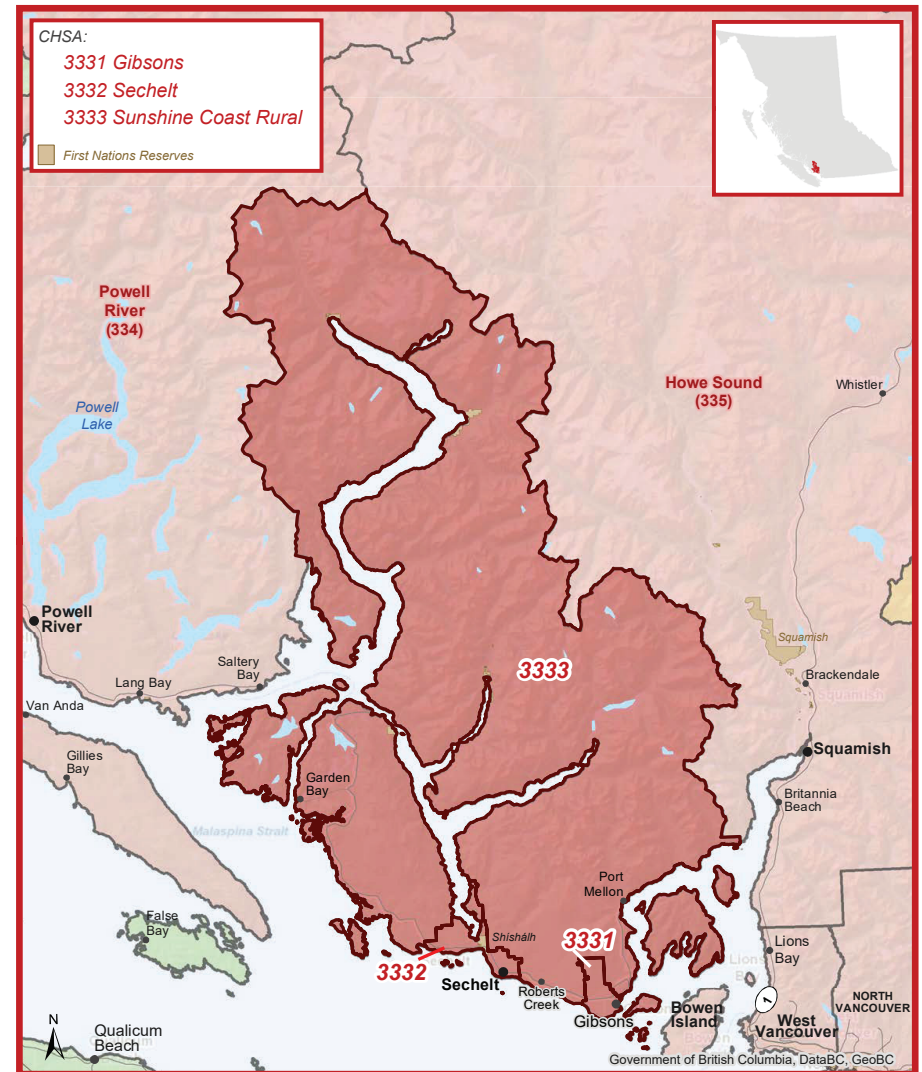 CHSA:
3331 Gibsons
3332 Sechelt
3333 Sunshine Coast Rural
First Nations Reserves
Powell
River
(334)
Howe Sound
(335)
Whistler
Powell
Lake
Powell
River
Squamish
Saltery
Bay
Lang Bay
3333
Brackendale
Squamish
Van Anda
Squamish
Gillies
Bay
Garden
Bay
Britannia
Beach
Malaspina Strait
Port
Mellon
False
Bay
Shishálh
3331
Lions
Bay
3332
Sechelt
Roberts
Creek
Gibsons
Bowen
Island
1
West
Vancouver
NORTH
VANCOUVER
N
Qualicum
Beach
Government of British Columbia, DataBC, GeoBC